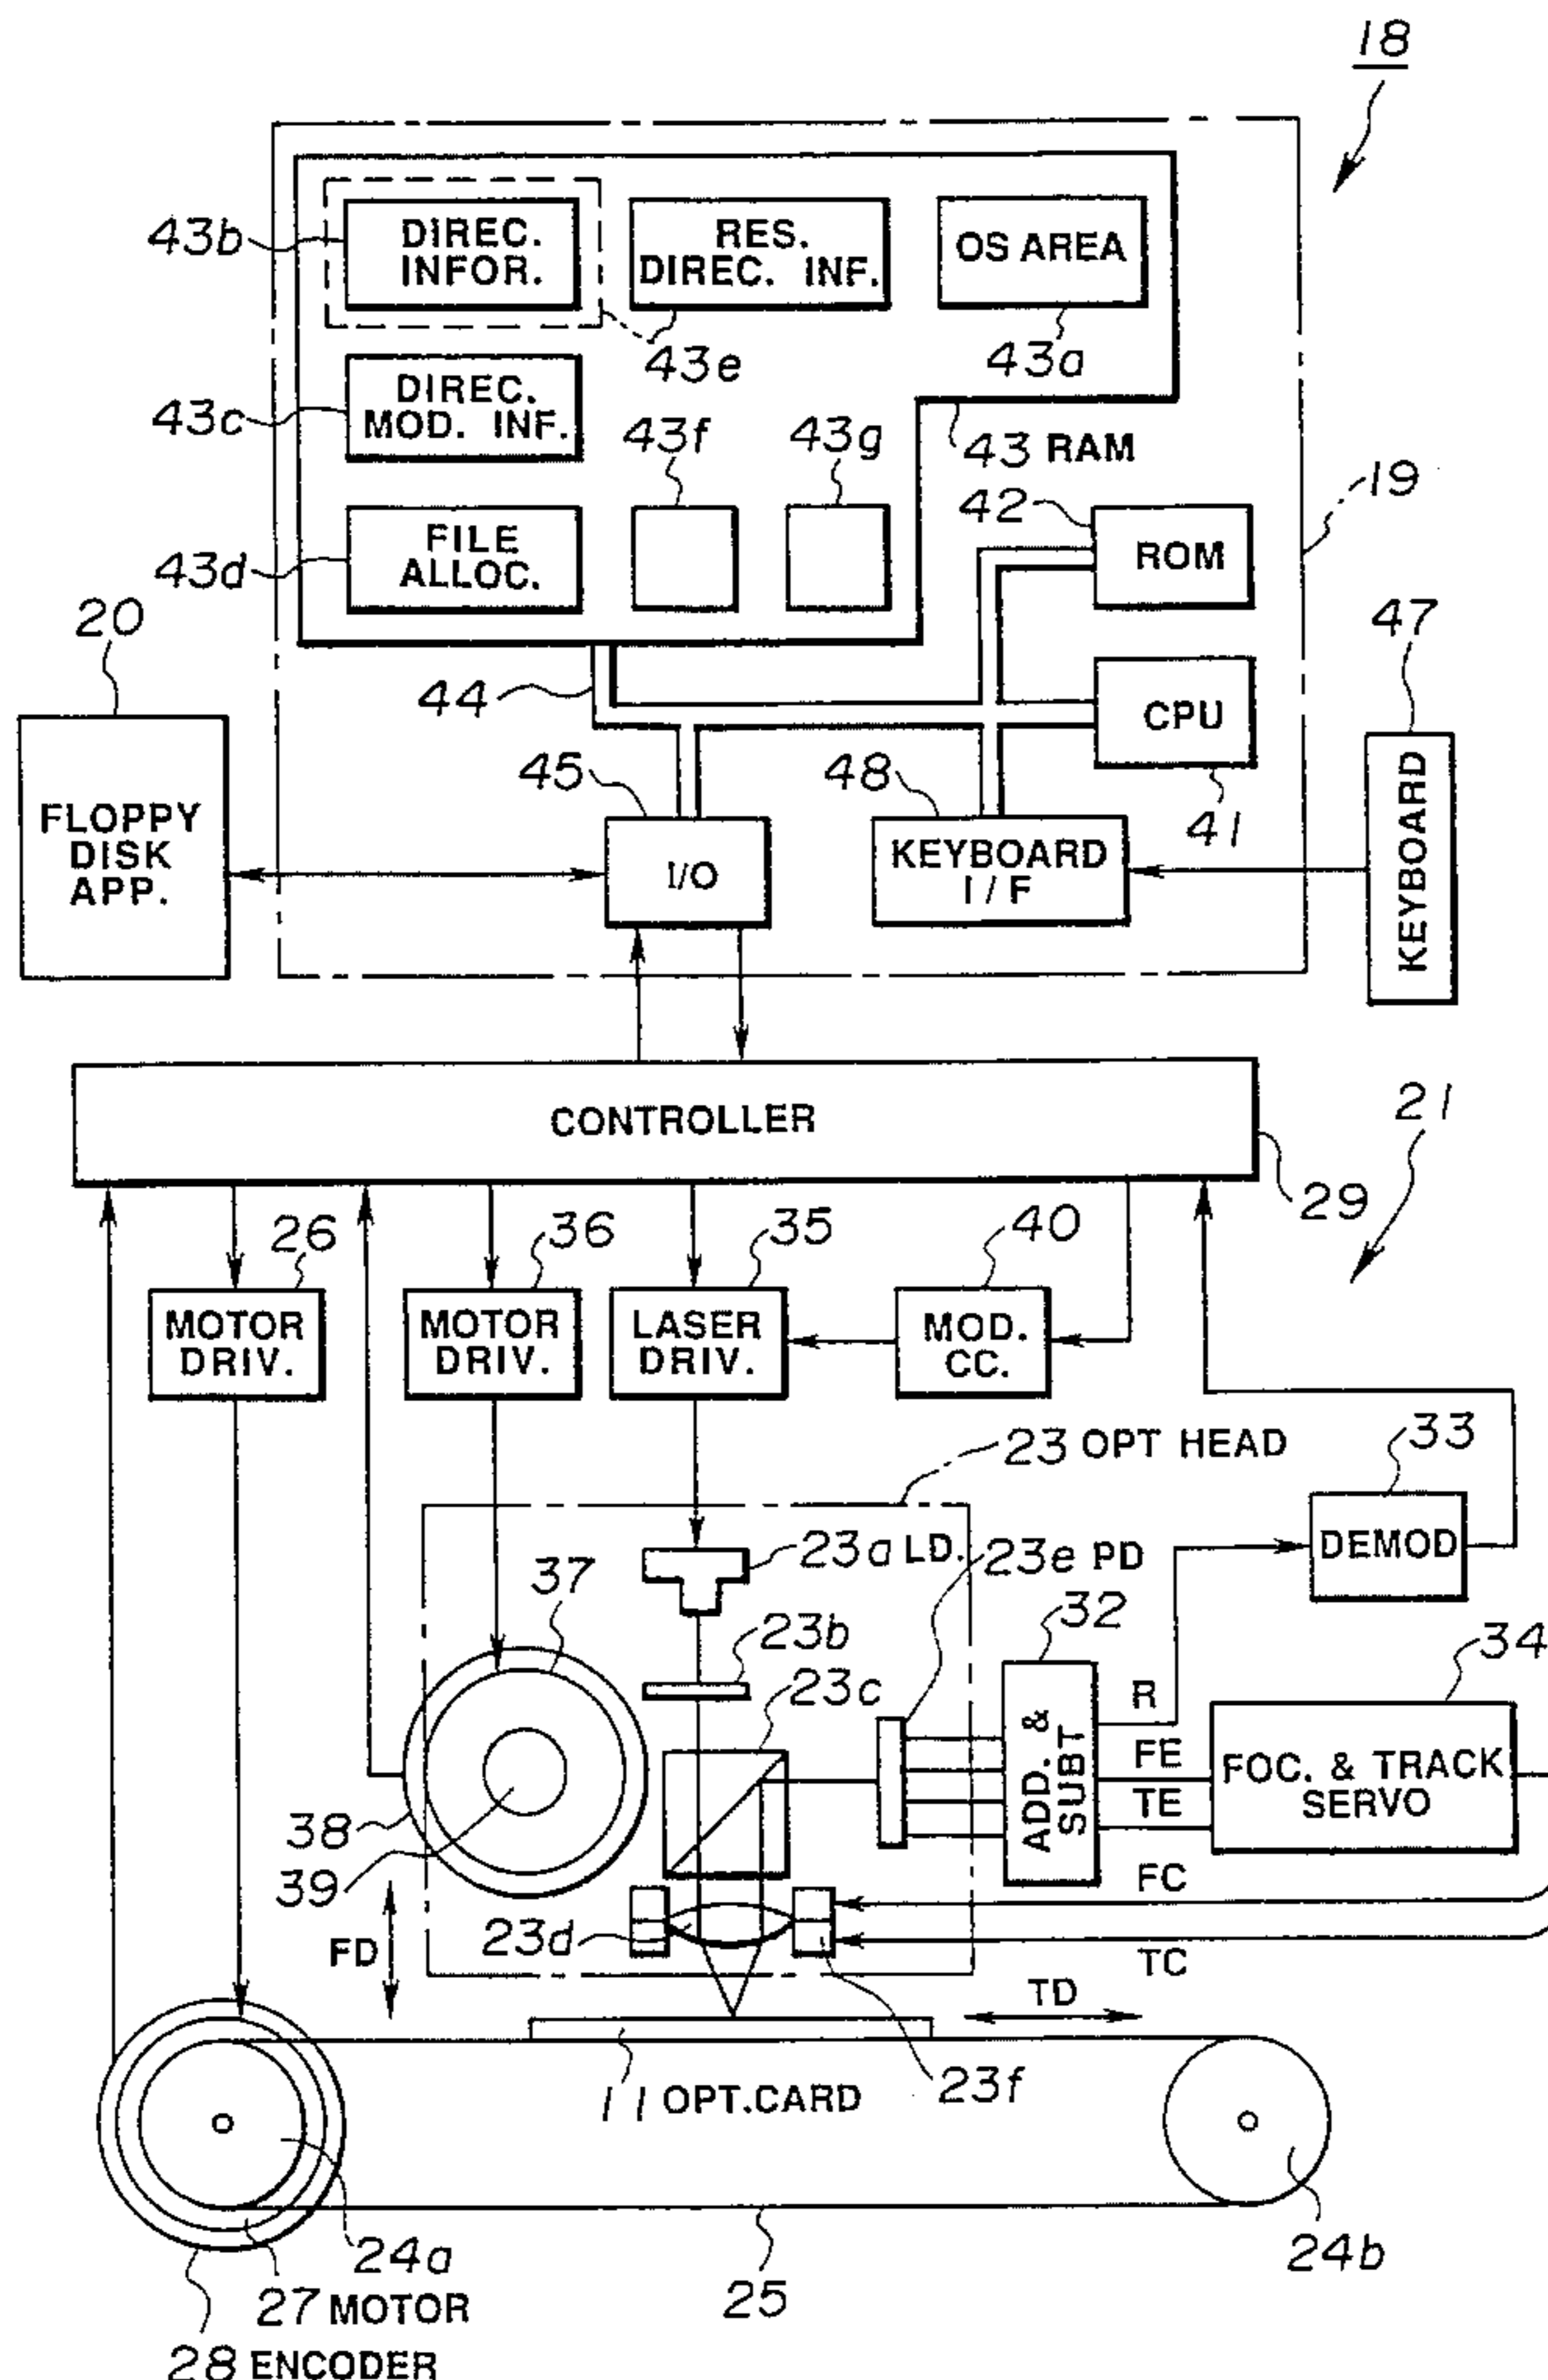 18
43b
DIREC.
INFOR.
RES.
DIREC. INF.
OS AREA
43e
43a
43c
DIREC.
MOD. INF.
43f
43g
43 RAM
19
42
ROM
43d
FILE
ALLOC.
20
47
44
CPU
45
48
41
FLOPPY
DISK
APP.
I/O
KEYBOARD
I/F
KEYBOARD
CONTROLLER
21
29
26
36
35
40
MOTOR
DRIV.
MOTOR
DRIV.
LASER
DRIV.
MOD.
CC.
23 OPT HEAD
33
DEMOD
23a LD.
23e PD
37
32
23b
34
23c
R
ADD. &
SUBT
FE
FOC. & TRACK
SERVO
TE
38
39
FC
23d
FD
TC
TD
11 OPT.CARD
23f
24a
24b
27 MOTOR
25
28 ENCODER